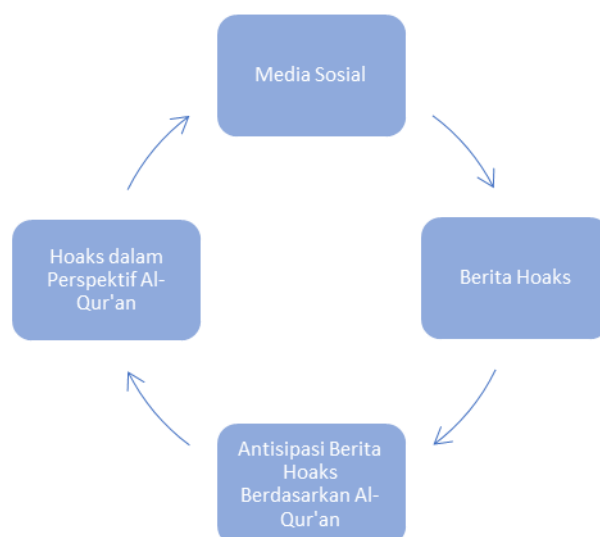 Media Sosial
Berita Hoaks
Antisipasi Berita
Hoaks
Berdasarkan Al-
Qur'an
Hoaks dalam
Perspektif Al-
Qur'an